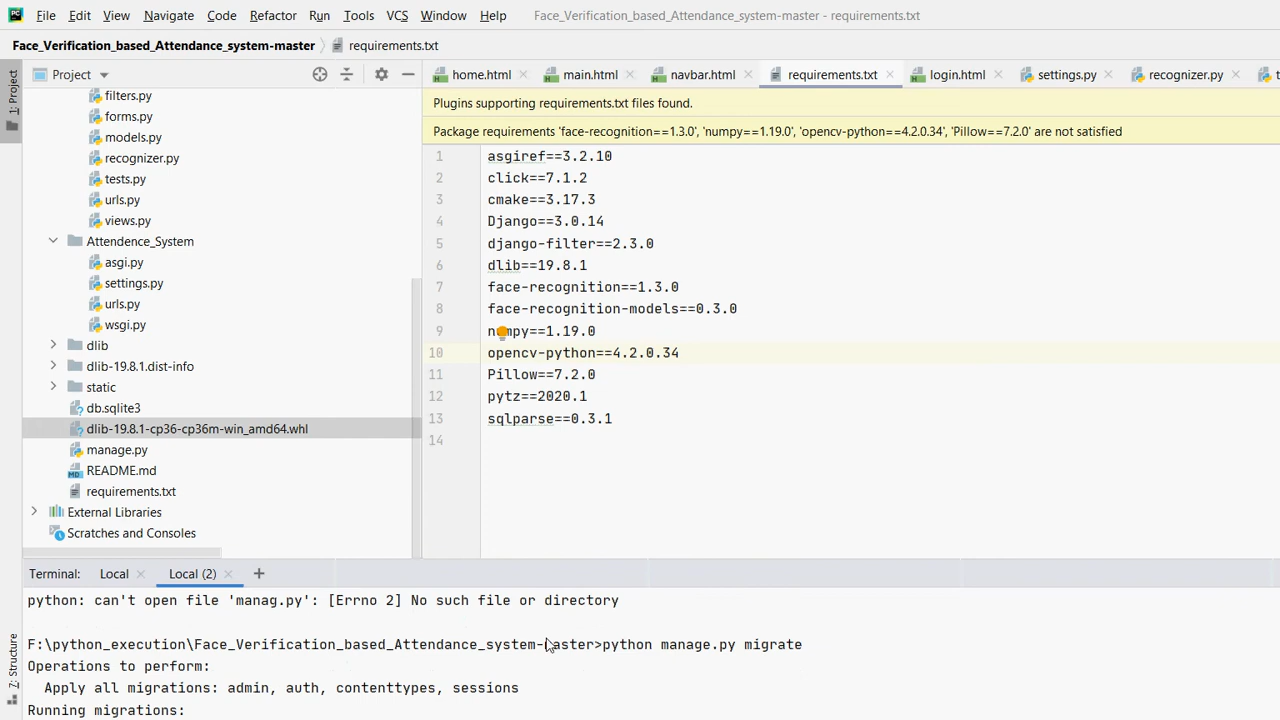 File Edit View Navigate Code Refactor Run Tools VCS Window Help Face_Verification_based_Attendance_system-master - requirements.txt
Face_Verification_based_Attendance_system-master requirements.txt
1: Project
Project
home.html main.html navbar.html requirements.txt login.html settings.py recognizer.py
Plugins supporting requirements.txt files found.
Package requirements 'face-recognition==1.3.0', 'numpy==1.19.0', 'opencv-python==4.2.0.34', 'Pillow==7.2.0' are not satisfied
filters.py
forms.py
models.py
recognizer.py
tests.py
urls.py
views.py
Attendence_System
asgi.py
settings.py
urls.py
wsgi.py
dlib
dlib-19.8.1.dist-info
static
db.sqlite3
dlib-19.8.1-cp36-cp36m-win_amd64.whl
manage.py
README.md
requirements.txt
External Libraries
Scratches and Consoles
1 asgiref==3.2.10
2 click==7.1.2
3 cmake==3.17.3
4 Django==3.0.14
5 django-filter==2.3.0
6 dlib==19.8.1
7 face-recognition==1.3.0
8 face-recognition-models==0.3.0
9 numpy==1.19.0
10 opencv-python==4.2.0.34
11 Pillow==7.2.0
12 pytz==2020.1
13 sqlparse==0.3.1
14
7: Structure
Terminal: Local Local (2)
python: can't open file 'manag.py': [Errno 2] No such file or directory
F:\python_execution\Face_Verification_based_Attendance_system-master>python manage.py migrate
Operations to perform:
Apply all migrations: admin, auth, contenttypes, sessions
Running migrations: